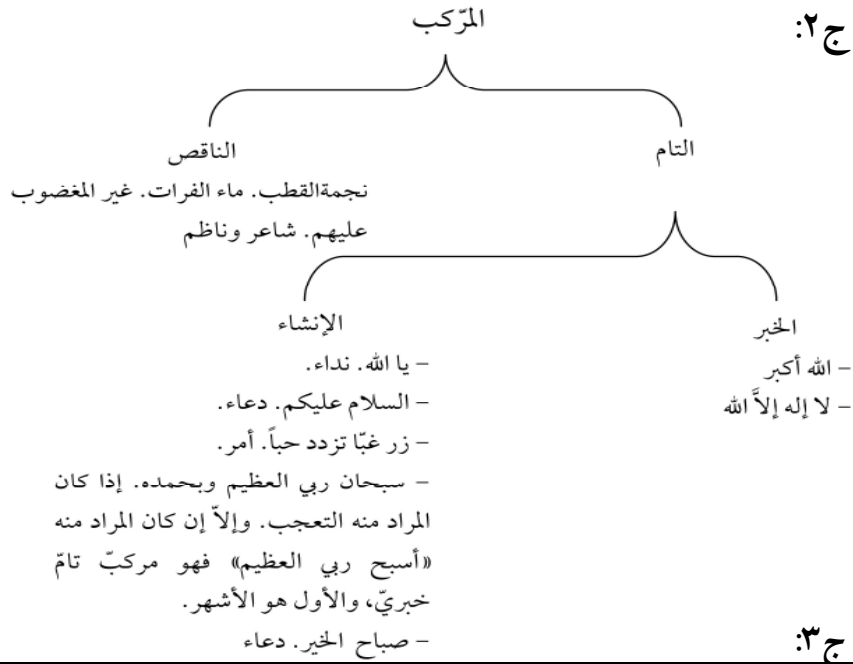 ج٢:
المرّكب
التام
الناقص
نجمةالقطب. ماء الفرات. غير المغضوب
عليهم. شاعر وناظم
الخبر
– الله أكبر
– لا إله إلاَّ الله
الإنشاء
– يا الله. نداء.
– السلام عليكم. دعاء.
– زر غبّا تزدد حباً. أمر.
– سبحان ربي العظيم وبحمده. إذا كان
المراد منه التعجب. وإلاّ إن كان المراد منه
«أسبح ربي العظيم» فهو مركبّ تامّ
خبريّ، والأول هو الأشهر.
– صباح الخير. دعاء
ج٣: